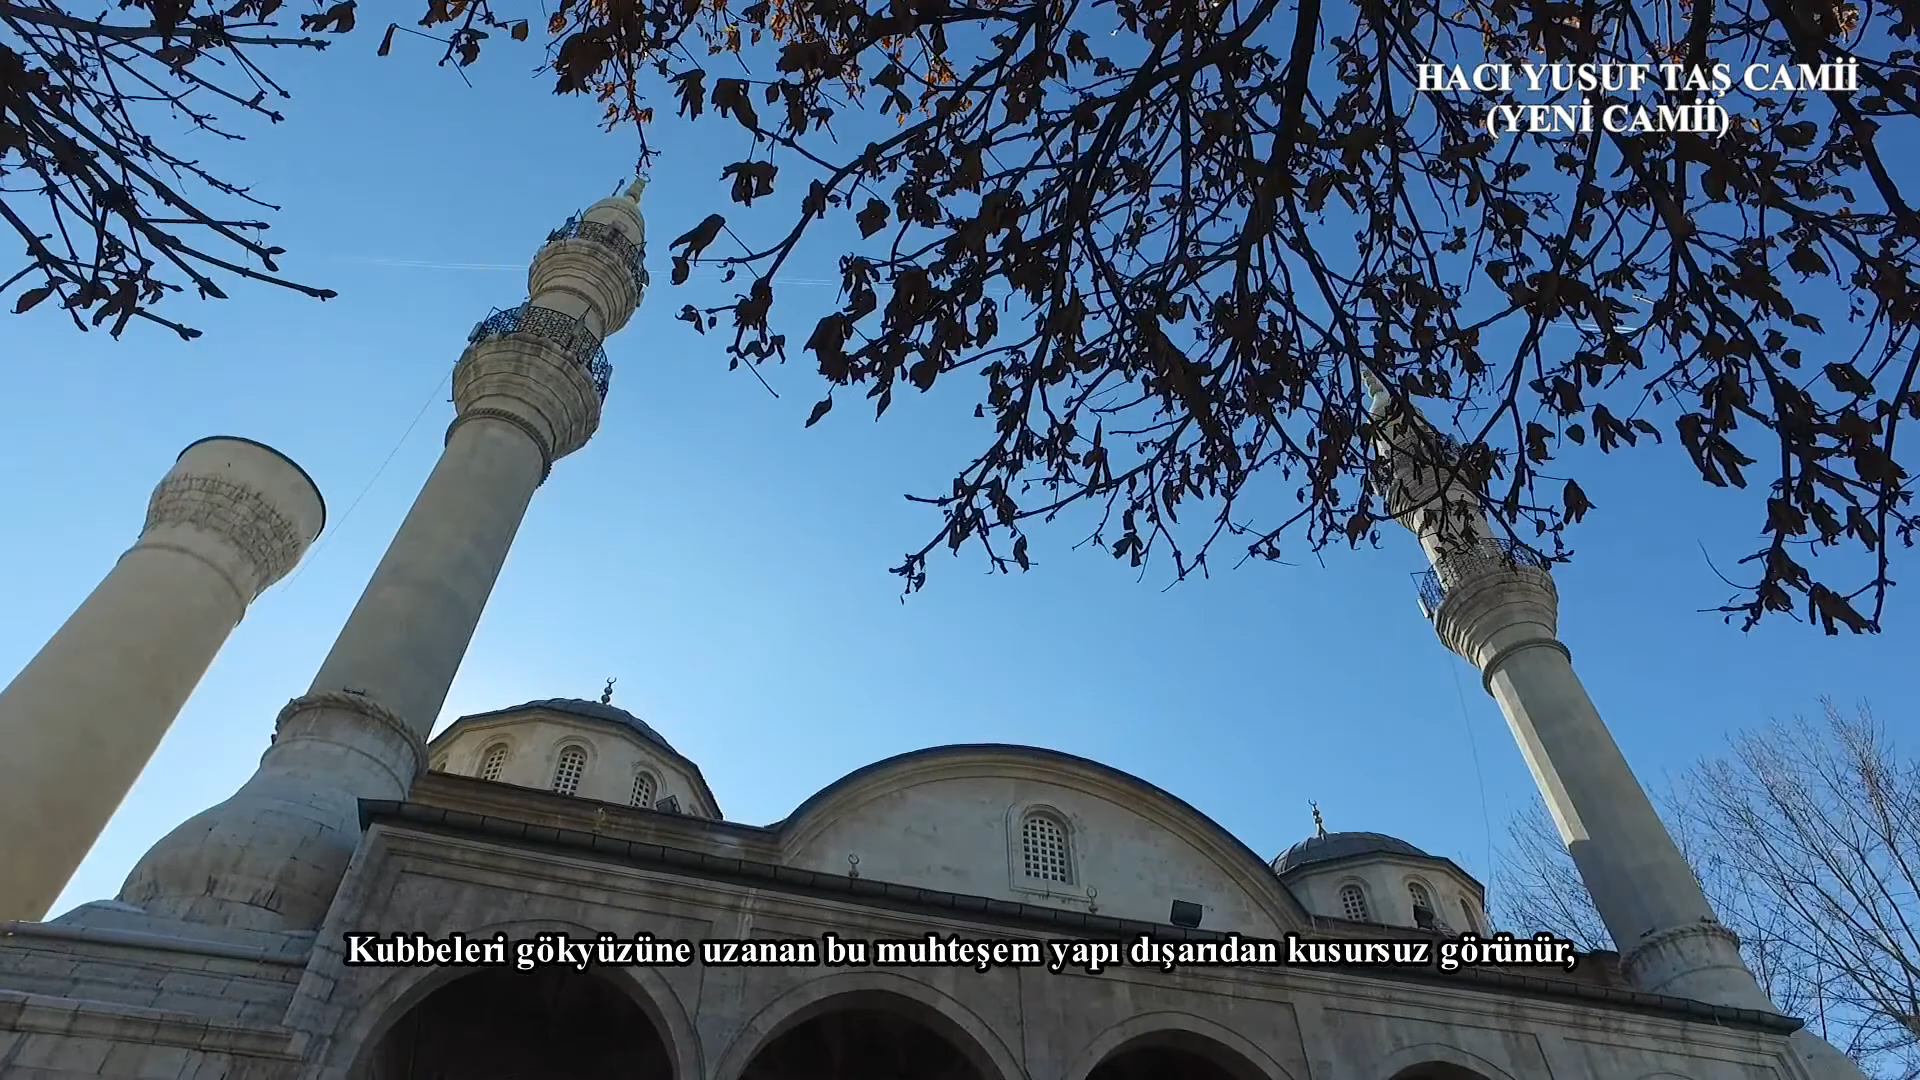 HACI YUSUF TAŞ CAMİİ
(YENİ CAMİİ)
Kubbeleri gökyüzüne uzanan bu muhteşem yapı dışarıdan kusursuz görünür,